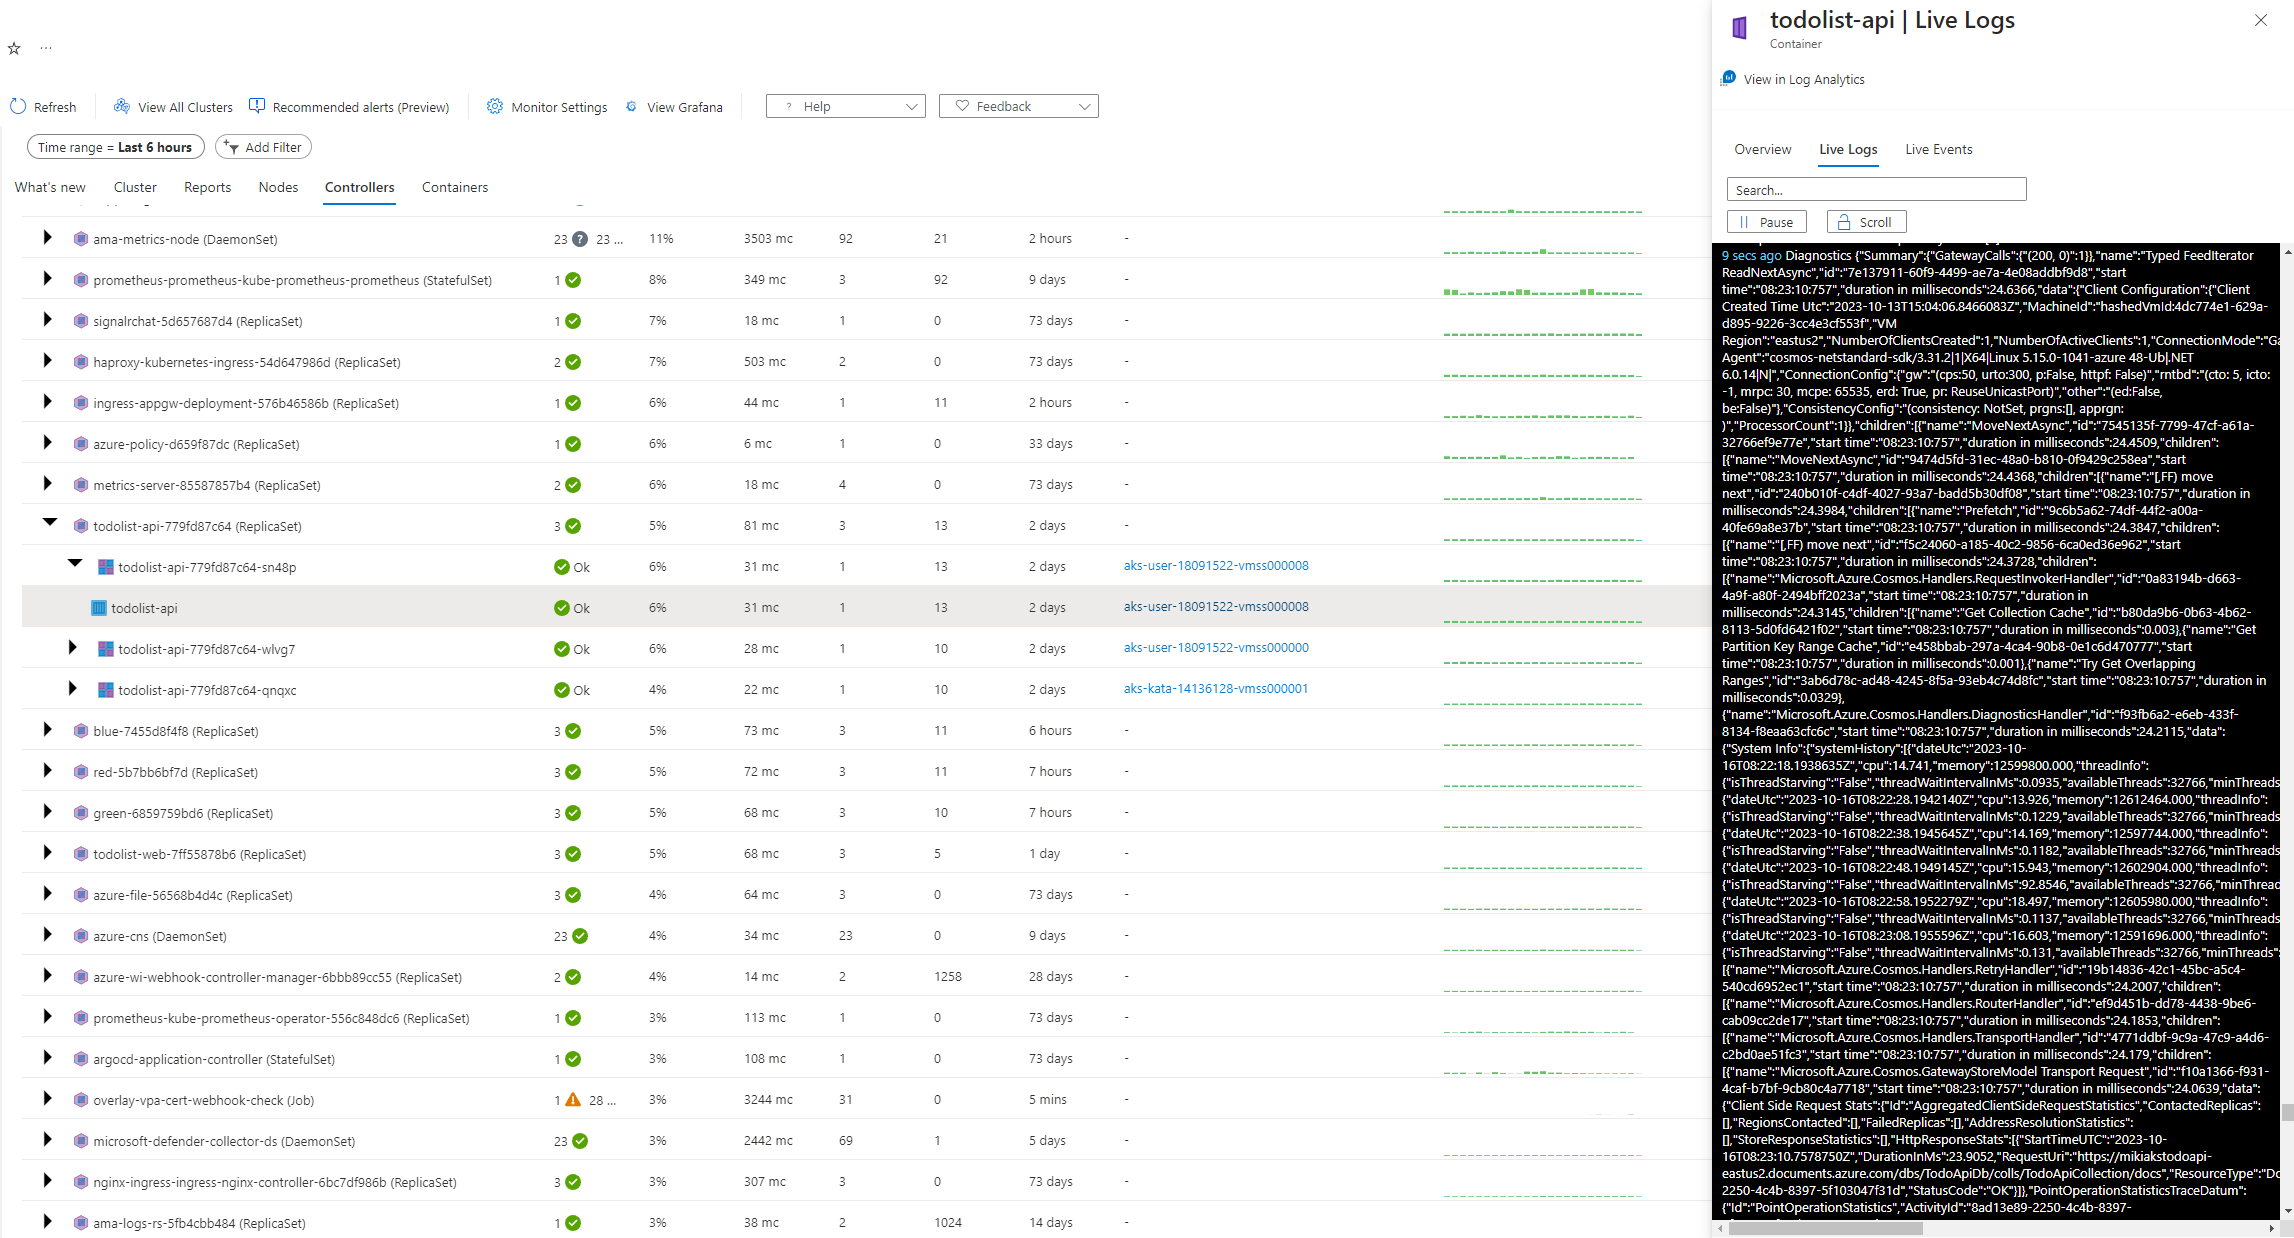 ...
Refresh
View All Clusters
Recommended alerts (Preview)
Monitor Settings
View Grafana
? Help
Feedback
Time range = Last 6 hours
Add Filter
What's new
Cluster
Reports
Nodes
Controllers
Containers
ama-metrics-node (DaemonSet) 23 ? 23 ... 11% 3503 mc 92 21 2 hours -
prometheus-prometheus-kube-prometheus-prometheus (StatefulSet) 1 8% 349 mc 3 92 9 days -
signalrchat-5d657687d4 (ReplicaSet) 1 7% 18 mc 1 0 73 days -
haproxy-kubernetes-ingress-54d647986d (ReplicaSet) 2 7% 503 mc 2 0 73 days -
ingress-appgw-deployment-576b46586b (ReplicaSet) 1 6% 44 mc 1 11 2 hours -
azure-policy-d659f87dc (ReplicaSet) 1 6% 6 mc 1 0 33 days -
metrics-server-85587857b4 (ReplicaSet) 2 6% 18 mc 4 0 73 days -
todolist-api-779fd87c64 (ReplicaSet) 3 5% 81 mc 3 13 2 days -
todolist-api-779fd87c64-sn48p Ok 6% 31 mc 1 13 2 days aks-user-18091522-vmss000008
todolist-api Ok 6% 31 mc 1 13 2 days aks-user-18091522-vmss000008
todolist-api-779fd87c64-wlvg7 Ok 6% 28 mc 1 10 2 days aks-user-18091522-vmss000000
todolist-api-779fd87c64-qnqxc Ok 4% 22 mc 1 10 2 days aks-kata-14136128-vmss000001
blue-7455d8f4f8 (ReplicaSet) 3 5% 73 mc 3 11 6 hours -
red-5b7bb6bf7d (ReplicaSet) 3 5% 72 mc 3 11 7 hours -
green-6859759bd6 (ReplicaSet) 3 5% 68 mc 3 10 7 hours -
todolist-web-7ff55878b6 (ReplicaSet) 3 5% 68 mc 3 5 1 day -
azure-file-56568b4d4c (ReplicaSet) 3 4% 64 mc 3 0 73 days -
azure-cns (DaemonSet) 23 4% 34 mc 23 0 9 days -
azure-wi-webhook-controller-manager-6bbb89cc55 (ReplicaSet) 2 4% 14 mc 2 1258 28 days -
prometheus-kube-prometheus-operator-556c848dc6 (ReplicaSet) 1 3% 113 mc 1 0 73 days -
argocd-application-controller (StatefulSet) 1 3% 108 mc 1 0 73 days -
overlay-vpa-cert-webhook-check (Job) 1 28 ... 3% 3244 mc 31 0 5 mins -
microsoft-defender-collector-ds (DaemonSet) 23 3% 2442 mc 69 1 5 days -
nginx-ingress-ingress-nginx-controller-6bc7df986b (ReplicaSet) 3 3% 307 mc 3 0 73 days -
ama-logs-rs-5fb4cbb484 (ReplicaSet) 1 3% 38 mc 2 1024 14 days -
todolist-api | Live Logs
Container
View in Log Analytics
Overview
Live Logs
Live Events
Search...
Pause
Scroll
9 secs ago Diagnostics {"Summary":{"GatewayCalls":{"(200, 0)":1}},"name":"Typed FeedIterator
ReadNextAsync","id":"7e137911-60f9-4499-ae7a-4e08addbf9d8","start
time":"08:23:10:757","duration in milliseconds":24.6366,"data":{"Client Configuration":{"Client
Created Time Utc":"2023-10-13T15:04:06.8466083Z","MachineId":"hashedVmId:4dc774e1-629a-
d895-9226-3cc4e3cf553f","VM
Region":"eastus2","NumberOfClientsCreated":1,"NumberOfActiveClients":1,"ConnectionMode":"Ga
Agent":"cosmos-netstandard-sdk/3.31.2|1|X64|Linux 5.15.0-1041-azure 48-Ub|.NET
6.0.14|N|","ConnectionConfig":{"gw":"(cps:50, urto:300, p:False, httpf: False)","rntbd":"(cto: 5, icto:
-1, mrpc: 30, mcpe: 65535, erd: True, pr: ReuseUnicastPort)","other":"(ed:False,
be:False)"},"ConsistencyConfig":"(consistency: NotSet, prgns:[], apprgn:
)","ProcessorCount":1}},"children":[{"name":"MoveNextAsync","id":"7545135f-7799-47cf-a61a-
32766ef9e77e","start time":"08:23:10:757","duration in milliseconds":24.4509,"children":
[{"name":"MoveNextAsync","id":"9474d5fd-31ec-48a0-b810-0f9429c258ea","start
time":"08:23:10:757","duration in milliseconds":24.4368,"children":[{"name":"[,FF) move
next","id":"240b010f-c4df-4027-93a7-badd5b30df08","start time":"08:23:10:757","duration in
milliseconds":24.3984,"children":[{"name":"Prefetch","id":"9c6b5a62-74df-44f2-a00a-
40fe69a8e37b","start time":"08:23:10:757","duration in milliseconds":24.3847,"children":
[{"name":"[,FF) move next","id":"f5c24060-a185-40c2-9856-6ca0ed36e962","start
time":"08:23:10:757","duration in milliseconds":24.3728,"children":
[{"name":"Microsoft.Azure.Cosmos.Handlers.RequestInvokerHandler","id":"0a83194b-d663-
4a9f-a80f-2494bff2023a","start time":"08:23:10:757","duration in
milliseconds":24.3145,"children":[{"name":"Get Collection Cache","id":"b80da9b6-0b63-4b62-
8113-5d0fd6421f02","start time":"08:23:10:757","duration in milliseconds":0.003},{"name":"Get
Partition Key Range Cache","id":"e458bbab-297a-4ca4-90b8-0e1c6d470777","start
time":"08:23:10:757","duration in milliseconds":0.001},{"name":"Try Get Overlapping
Ranges","id":"3ab6d78c-ad48-4245-8f5a-93eb4c74d8fc","start time":"08:23:10:757","duration in
milliseconds":0.0329},
{"name":"Microsoft.Azure.Cosmos.Handlers.DiagnosticsHandler","id":"f93fb6a2-e6eb-433f-
8134-f8eaa63cfc6c","start time":"08:23:10:757","duration in milliseconds":24.2115,"data":
{"System Info":{"systemHistory":[{"dateUtc":"2023-10-
16T08:22:18.1938635Z","cpu":14.741,"memory":12599800.000,"threadInfo":
{"isThreadStarving":"False","threadWaitIntervalInMs":0.0935,"availableThreads":32766,"minThreads
{"dateUtc":"2023-10-16T08:22:28.1942140Z","cpu":13.926,"memory":12612464.000,"threadInfo":
{"isThreadStarving":"False","threadWaitIntervalInMs":0.1229,"availableThreads":32766,"minThreads
{"dateUtc":"2023-10-16T08:22:38.1945645Z","cpu":14.169,"memory":12597744.000,"threadInfo":
{"isThreadStarving":"False","threadWaitIntervalInMs":0.1182,"availableThreads":32766,"minThreads
{"dateUtc":"2023-10-16T08:22:48.1949145Z","cpu":15.943,"memory":12602904.000,"threadInfo":
{"isThreadStarving":"False","threadWaitIntervalInMs":92.8546,"availableThreads":32766,"minThread
{"dateUtc":"2023-10-16T08:22:58.1952279Z","cpu":18.497,"memory":12605980.000,"threadInfo":
{"isThreadStarving":"False","threadWaitIntervalInMs":0.1137,"availableThreads":32766,"minThreads
{"dateUtc":"2023-10-16T08:23:08.1955596Z","cpu":16.603,"memory":12591696.000,"threadInfo":
{"isThreadStarving":"False","threadWaitIntervalInMs":0.131,"availableThreads":32766,"minThreads":
[{"name":"Microsoft.Azure.Cosmos.Handlers.RetryHandler","id":"19b14836-42c1-45bc-a5c4-
540cd6952ec1","start time":"08:23:10:757","duration in milliseconds":24.2007,"children":
[{"name":"Microsoft.Azure.Cosmos.Handlers.RouterHandler","id":"ef9d451b-dd78-4438-9be6-
cab09cc2de17","start time":"08:23:10:757","duration in milliseconds":24.1853,"children":
[{"name":"Microsoft.Azure.Cosmos.Handlers.TransportHandler","id":"4771ddbf-9c9a-47c9-a4d6-
c2bd0ae51fc3","start time":"08:23:10:757","duration in milliseconds":24.179,"children":
[{"name":"Microsoft.Azure.Cosmos.GatewayStoreModel Transport Request","id":"f10a1366-f931-
4caf-b7bf-9cb80c4a7718","start time":"08:23:10:757","duration in milliseconds":24.0639,"data":
{"Client Side Request Stats":{"Id":"AggregatedClientSideRequestStatistics","ContactedReplicas":
[],"RegionsContacted":[],"FailedReplicas":[],"AddressResolutionStatistics":
[],"StoreResponseStatistics":[],"HttpResponseStats":[{"StartTimeUTC":"2023-10-
16T08:23:10.7578750Z","DurationInMs":23.9052,"RequestUri":"https://mikiakstodoapi-
eastus2.documents.azure.com/dbs/TodoApiDb/colls/TodoApiCollection/docs","ResourceType":"Do
2250-4c4b-8397-5f103047f31d","StatusCode":"OK"}]},"PointOperationStatisticsTraceDatum":
{"Id":"PointOperationStatistics","ActivityId":"8ad13e89-2250-4c4b-8397-